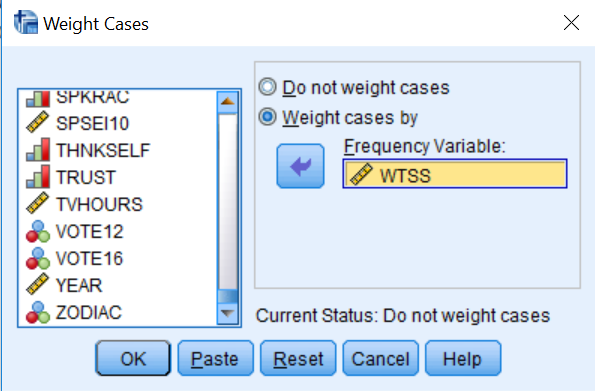 Weight Cases
SPKRAC
SPSEI10
THNKSELF
TRUST
TVHOURS
VOTE12
VOTE16
YEAR
ZODIAC
Do not weight cases
Weight cases by
Frequency Variable:
WTSS
Current Status: Do not weight cases
OK Paste Reset Cancel Help